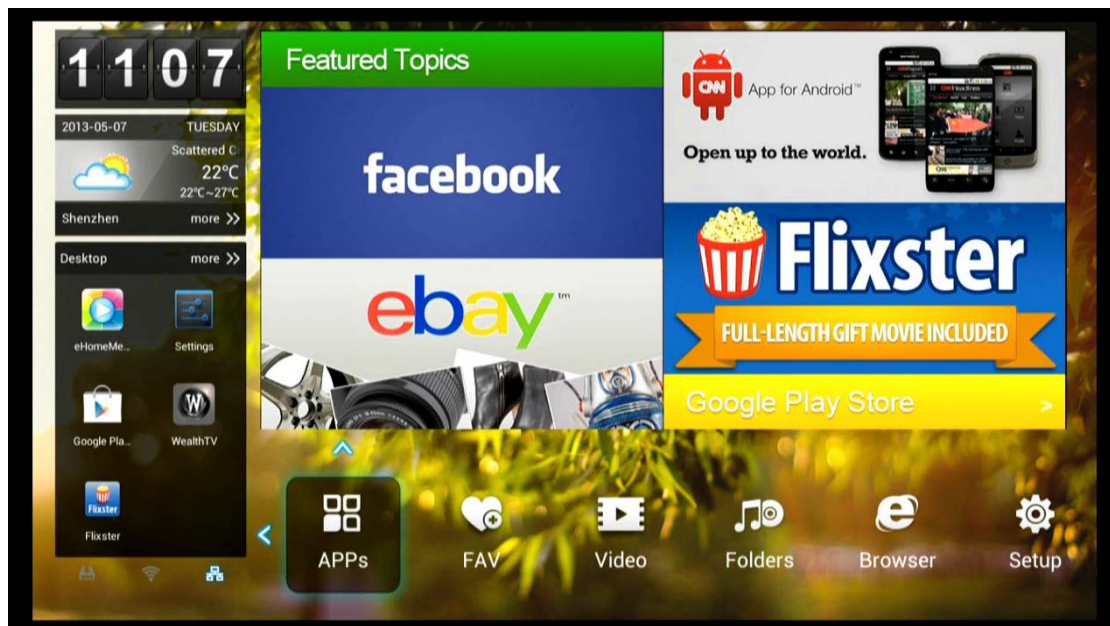 1107
2013-05-07 TUESDAY
Scattered C
22°C
22°C~27°C
Shenzhen more >>
Desktop more >>
eHomeMe...
Settings
Google Pla...
WealthTV
Flixster
Flixster
Featured Topics
facebook
ebay™
CNN
App for Android™
Open up to the world.
Flixster
FULL-LENGTH GIFT MOVIE INCLUDED
Google Play Store >
APPs
FAV
Video
Folders
Browser
Setup